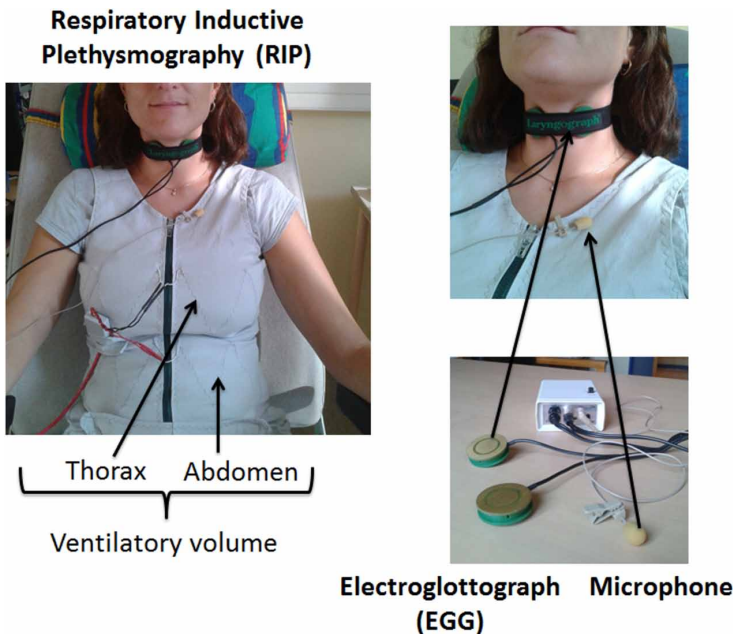 Respiratory Inductive
Plethysmography (RIP)
Laryngograph
Thorax Abdomen
Ventilatory volume
Electroglottograph Microphone
(EGG)